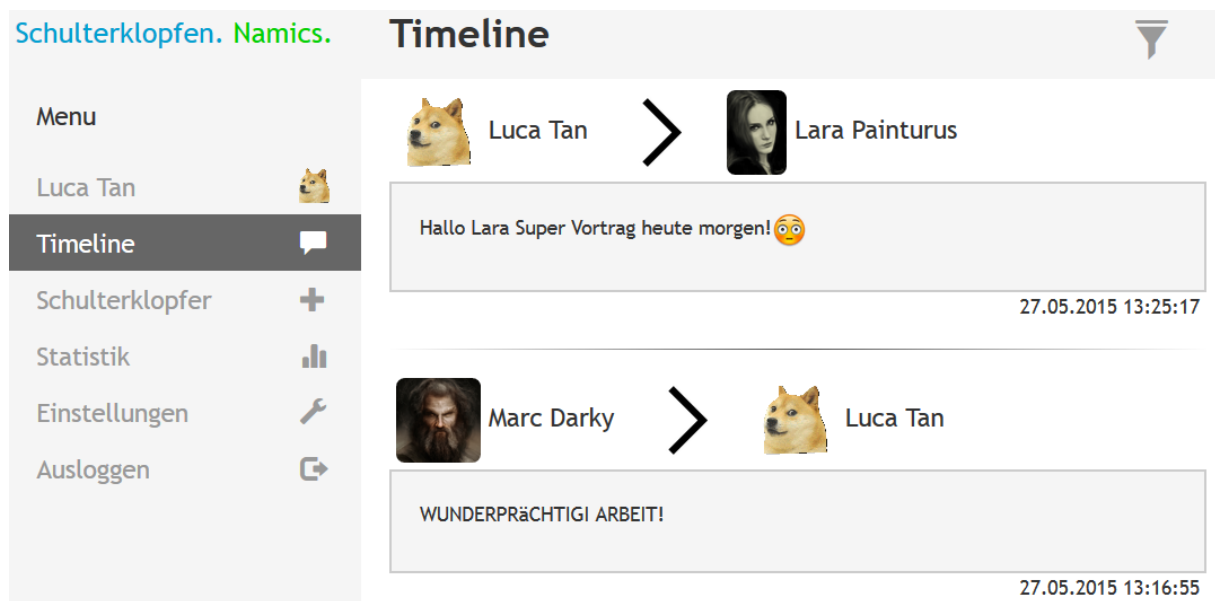 Schulterklopfen. Namics.
Menu
Luca Tan
Timeline
Schulterklopfer
Statistik
Einstellungen
Ausloggen
Timeline
Luca Tan
Lara Painturus
Hallo Lara Super Vortrag heute morgen!😳
27.05.2015 13:25:17
Marc Darky
Luca Tan
WUNDERPRäCHTIGI ARBEIT!
27.05.2015 13:16:55